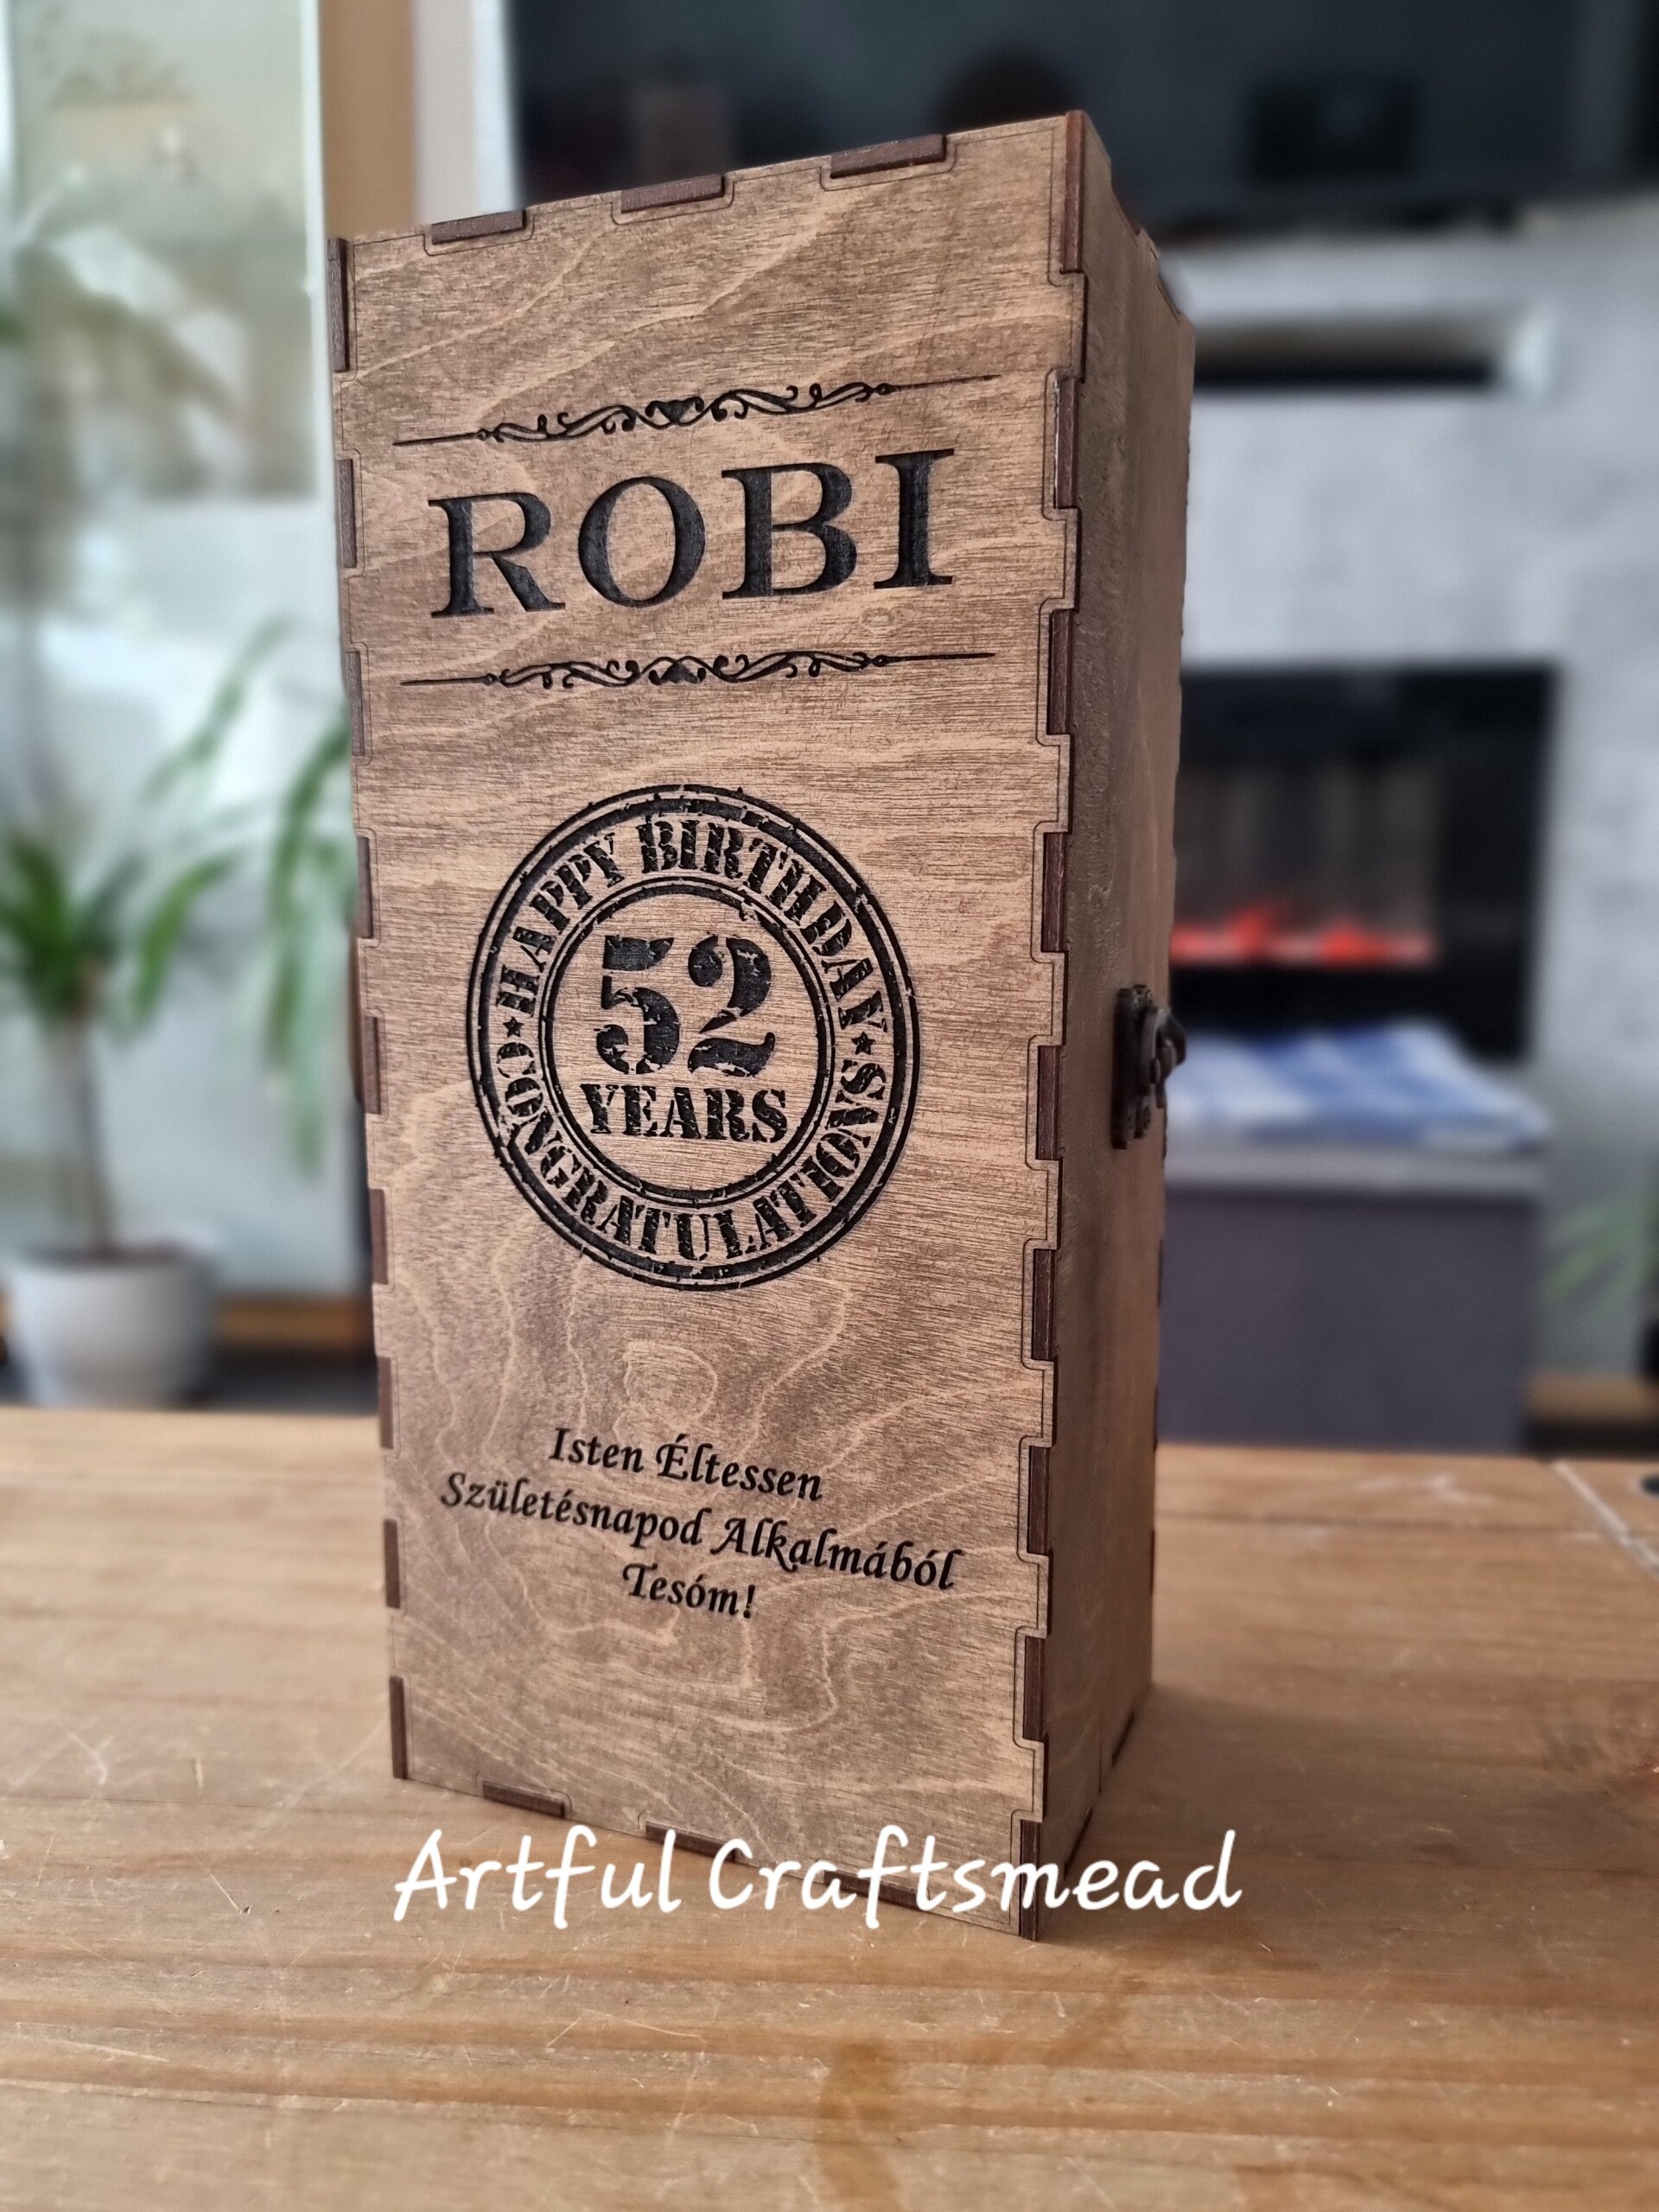 ROBI
HAPPY BIRTHDAY
52
YEARS
CONGRATULATIONS
Isten Éltessen
Születésnapod Alkalmából
Tesóm!
Artful Craftsmead